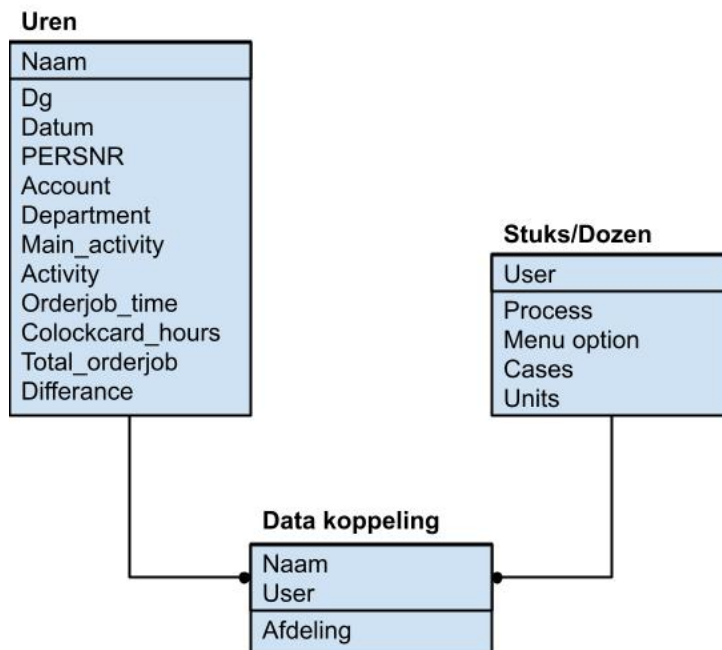 Uren
Naam
Dg
Datum
PERSNR
Account
Department
Main_activity
Activity
Orderjob_time
Colockcard_hours
Total_orderjob
Differance
Stuks/Dozen
User
Process
Menu option
Cases
Units
Data koppeling
Naam
User
Afdeling